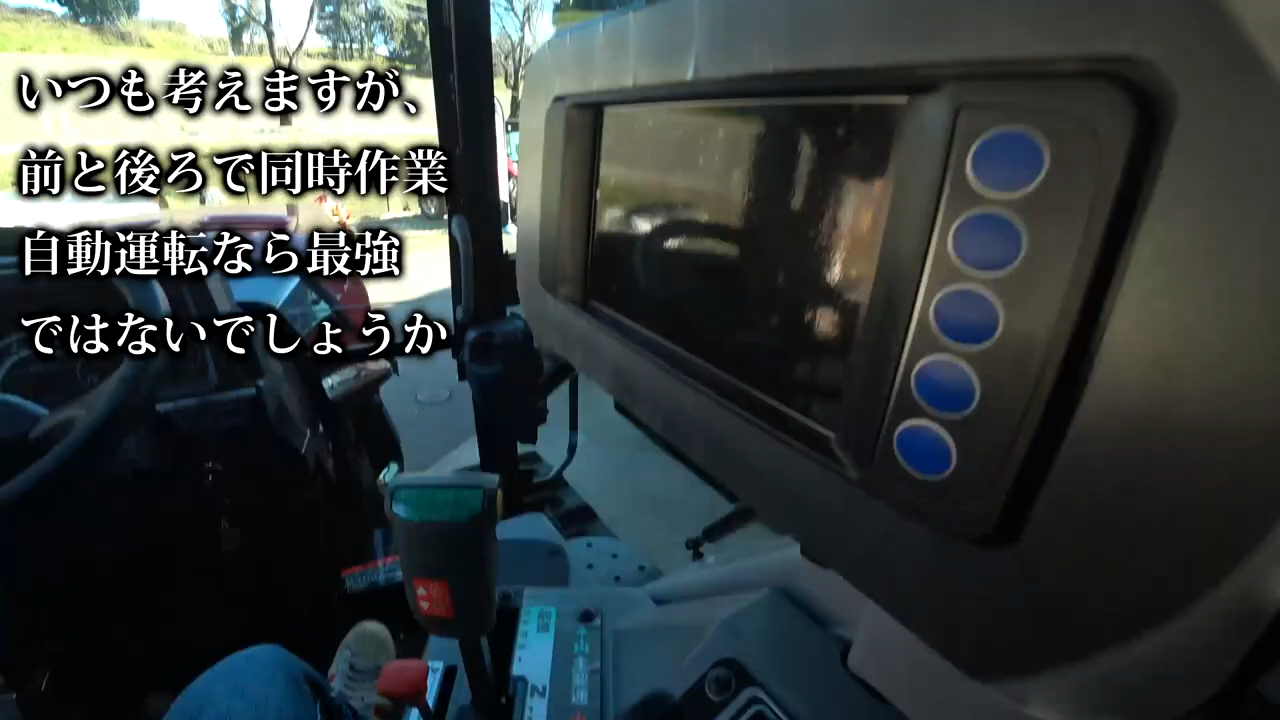 いつも考えますが、
前と後ろで同時作業
自動運転なら最強
ではないでしょうか
N